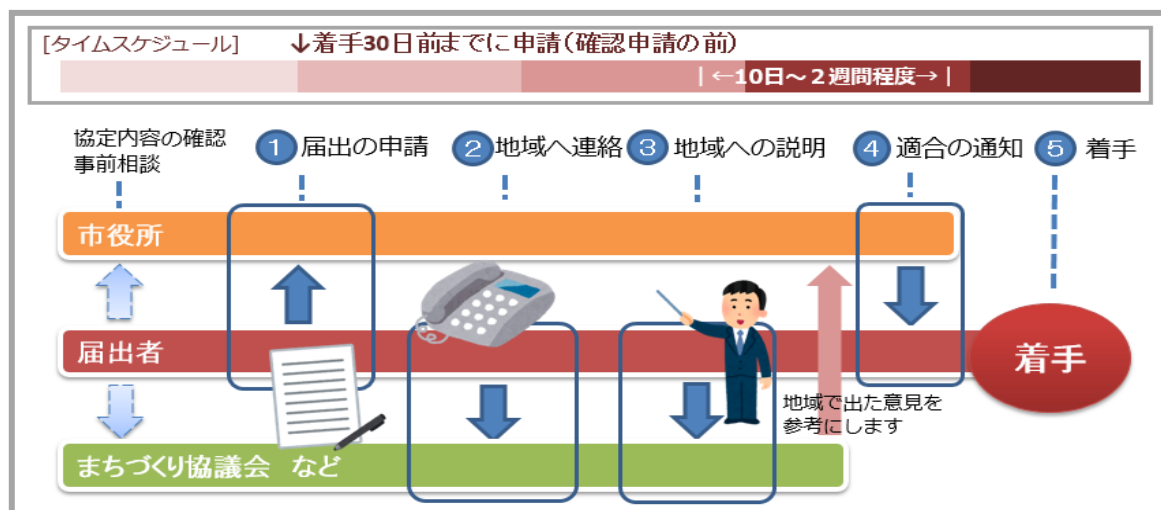 [タイムスケジュール]
↓着手30日前までに申請(確認申請の前)
|←10日~2週間程度→|
協定内容の確認
事前相談
① 届出の申請
② 地域へ連絡
③ 地域への説明
④ 適合の通知
⑤ 着手
市役所
届出者
着手
地域で出た意見を
参考にします
まちづくり協議会 など